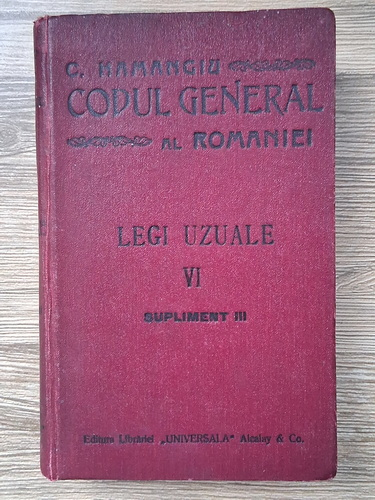 C. HAMANGIU
CODUL GENERAL
AL ROMANIEI
LEGI UZUALE
VI
SUPLIMENT III
Editura Librăriei „UNIVERSALA" Alcalay & Co.